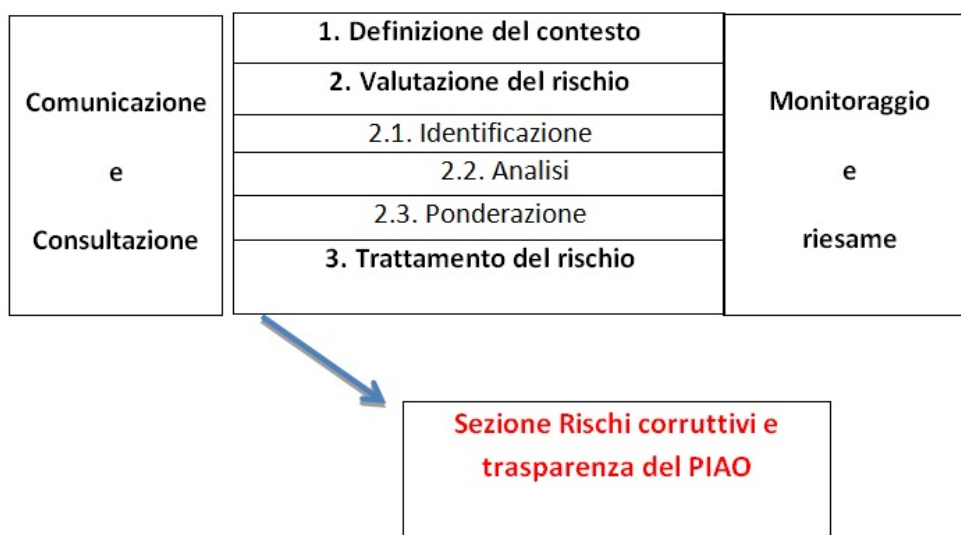 Comunicazione
e
Consultazione
1. Definizione del contesto
2. Valutazione del rischio
2.1. Identificazione
2.2. Analisi
2.3. Ponderazione
3. Trattamento del rischio
Monitoraggio
e
riesame
Sezione Rischi corruttivi e
trasparenza del PIAO